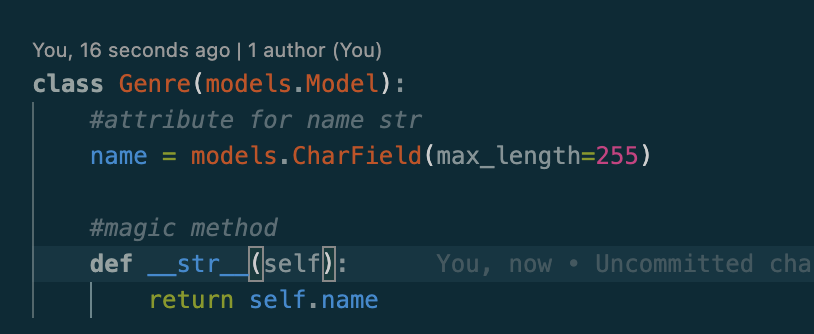 You, 16 seconds ago | 1 author (You)
class Genre(models.Model):
#attribute for name str
name = models.CharField(max_length=255)
#magic method
def __str__(self): You, now • Uncommitted cha
return self.name